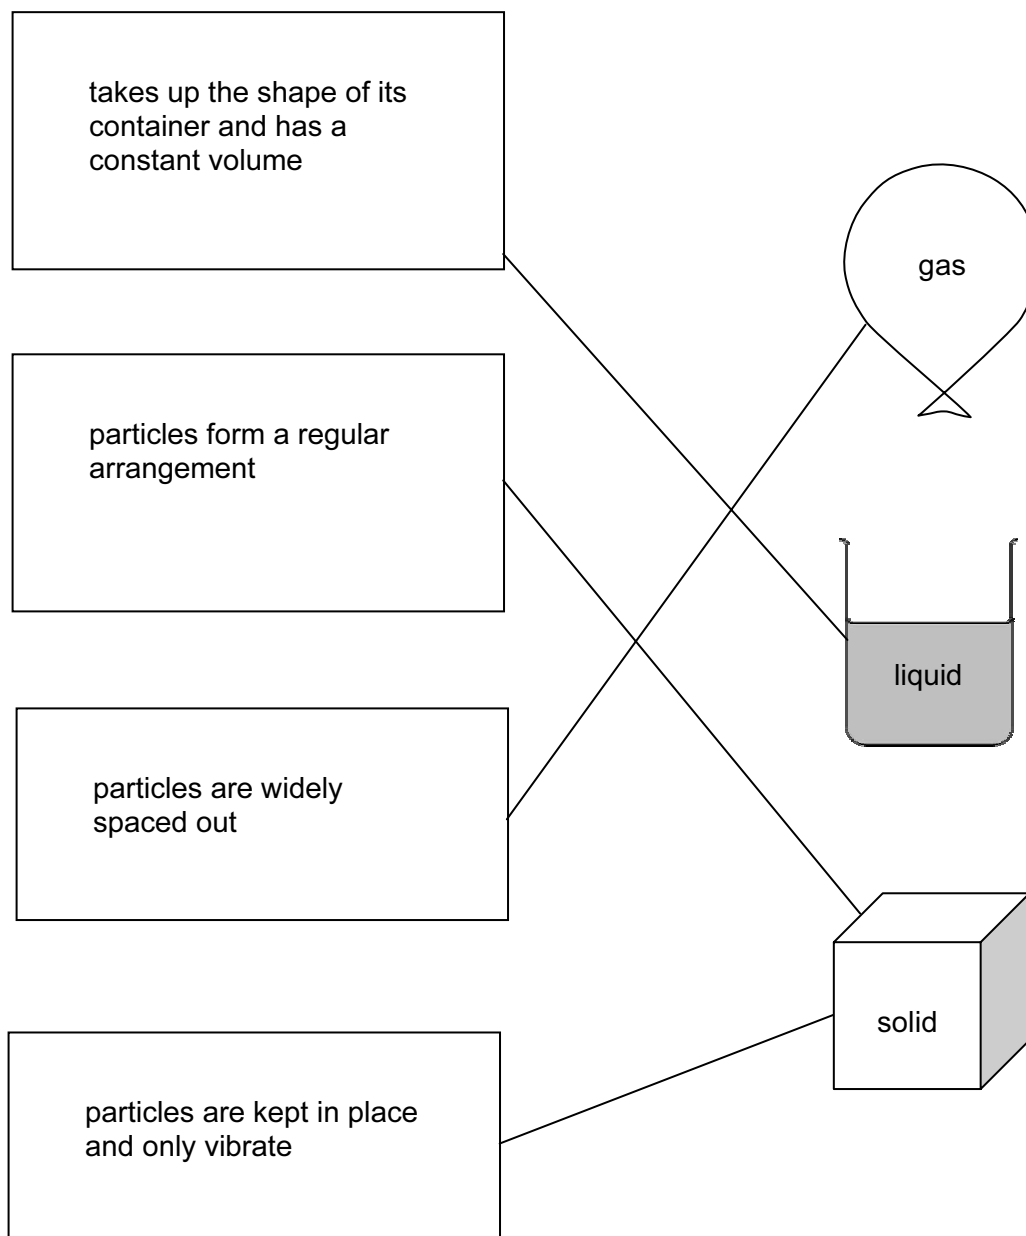 takes up the shape of its
container and has a
constant volume
gas
particles form a regular
arrangement
liquid
particles are widely
spaced out
solid
particles are kept in place
and only vibrate